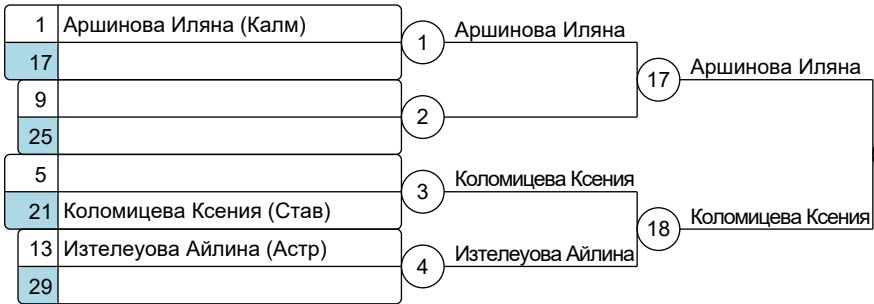 1 Аршинова Иляна (Калм)
17
1
Аршинова Иляна
9
25
2
17
Аршинова Иляна
5
21 Коломицева Ксения (Став)
3
Коломицева Ксения
13 Изтелеуова Айлина (Астр)
29
4
Изтелеуова Айлина
18
Коломицева Ксения